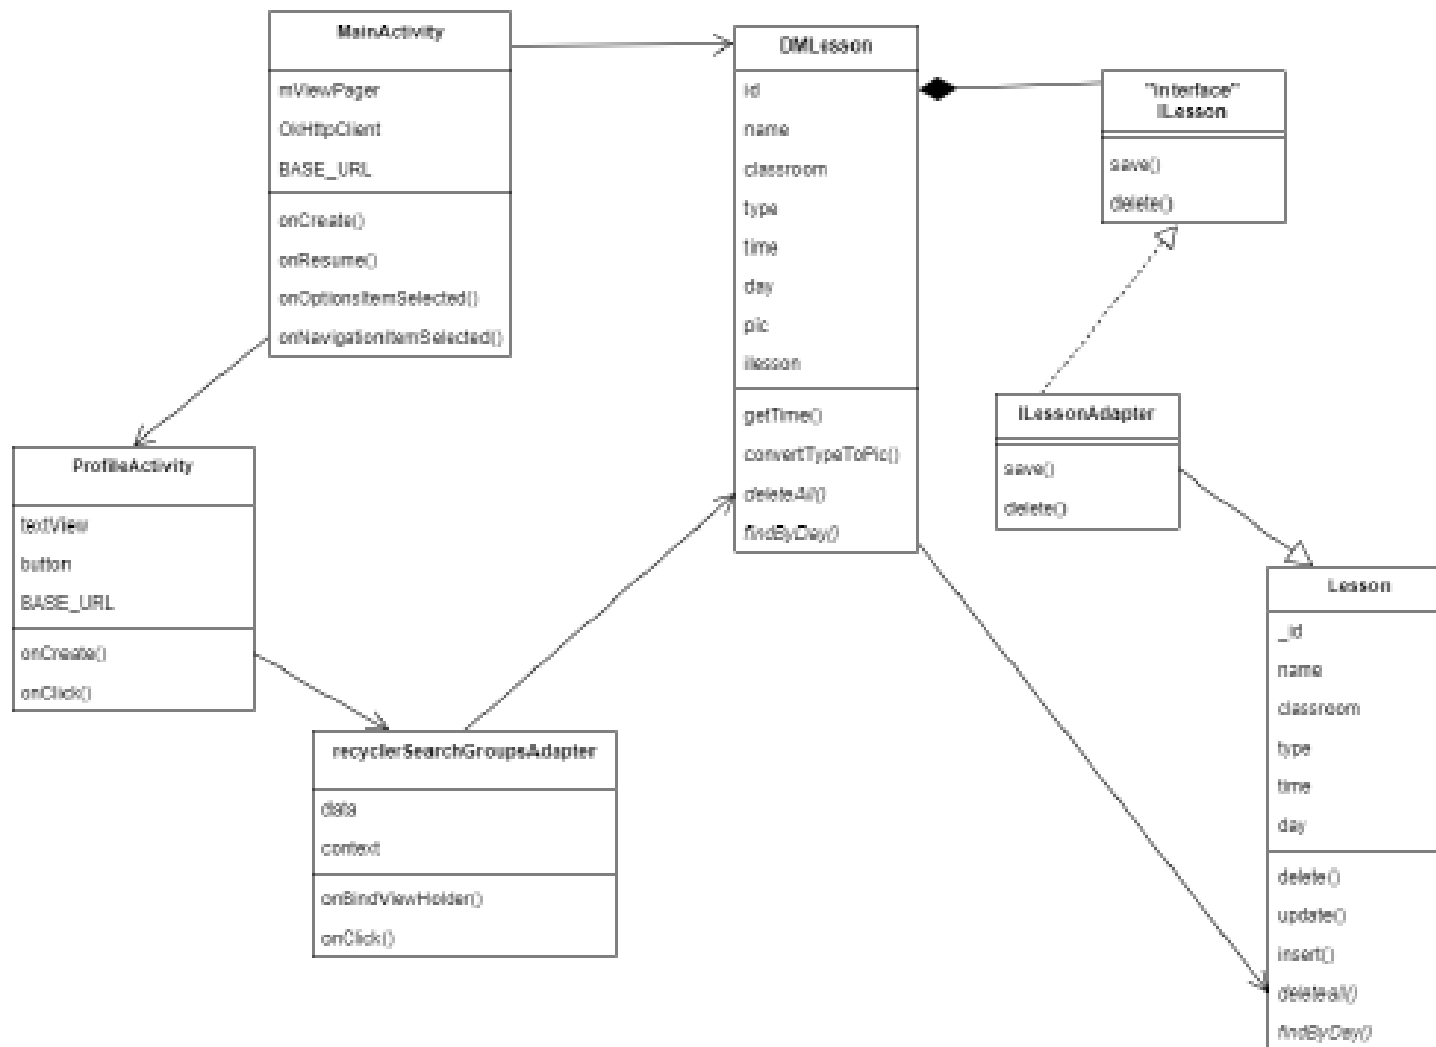 MainActivity
mViewPager
OkHttpClient
BASE_URL
onCreate()
onResume()
onOptionsItemSelected()
onNavigationItemSelected()
DMLesson
id
name
classroom
type
time
day
pic
ilesson
getTime()
convertTypeToPic()
deleteAll()
findByDay()
"interface"
ILesson
save()
delete()
ILessonAdapter
save()
delete()
ProfileActivity
textView
button
BASE_URL
onCreate()
onClick()
recyclerSearchGroupsAdapter
data
context
onBindViewHolder()
onClick()
Lesson
_id
name
classroom
type
time
day
delete()
update()
insert()
deleteall()
findByDay()